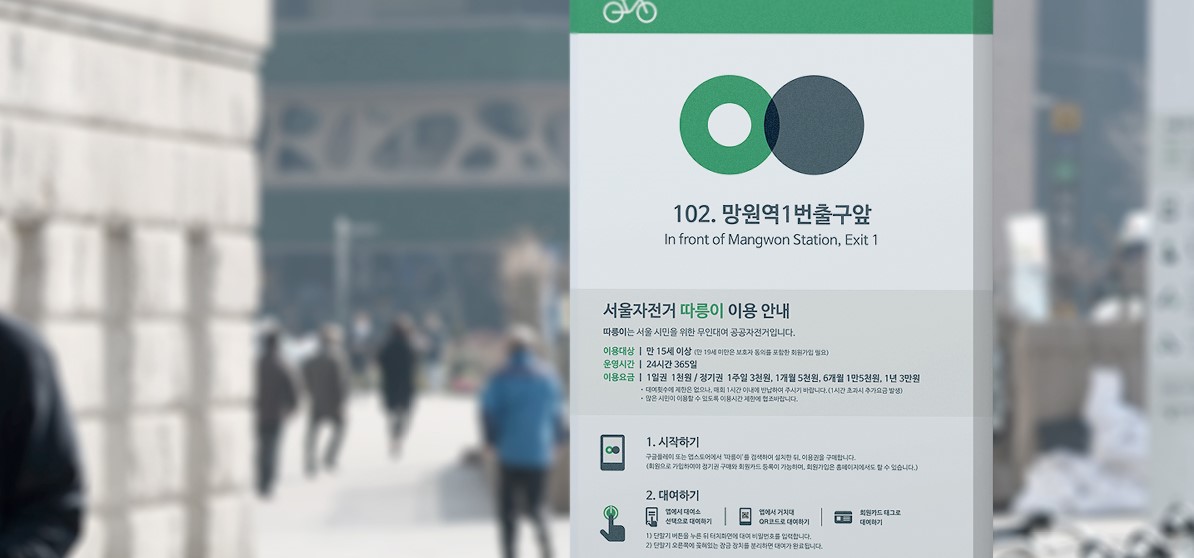 102. 망원역1번출구앞
In front of Mangwon Station, Exit 1
서울자전거 따릉이 이용 안내
따릉이는 서울 시민을 위한 무인대여 공공자전거입니다.
이용대상 | 만 15세 이상 (만 19세 미만은 보호자 동의를 포함한 회원가입 필요)
운영시간 | 24시간 365일
이용요금 | 1일권 1천원 / 정기권 1주일 3천원, 1개월 5천원, 6개월 1만5천원, 1년 3만원
• 대여횟수에 제한은 없으나, 매회 1시간 이내에 반납하여 주시기 바랍니다. (1시간 초과시 추가요금 발생)
• 많은 시민이 이용할 수 있도록 이용시간 제한에 협조바랍니다.
1. 시작하기
구글플레이 또는 앱스토어에서 '따릉이'를 검색하여 설치한 뒤, 이용권을 구매합니다.
(회원으로 가입하여야 정기권 구매와 회원카드 등록이 가능하며, 회원가입은 홈페이지에서도 할 수 있습니다.)
2. 대여하기
앱에서 대여소 선택으로 대여하기
앱에서 거치대 QR코드로 대여하기
회원카드 태그로 대여하기
1) 단말기 버튼을 누른 뒤 터치화면에 대여 비밀번호를 입력합니다.
2) 단말기 오른쪽에 꽂혀있는 잠금 장치를 분리하면 대여가 완료됩니다.